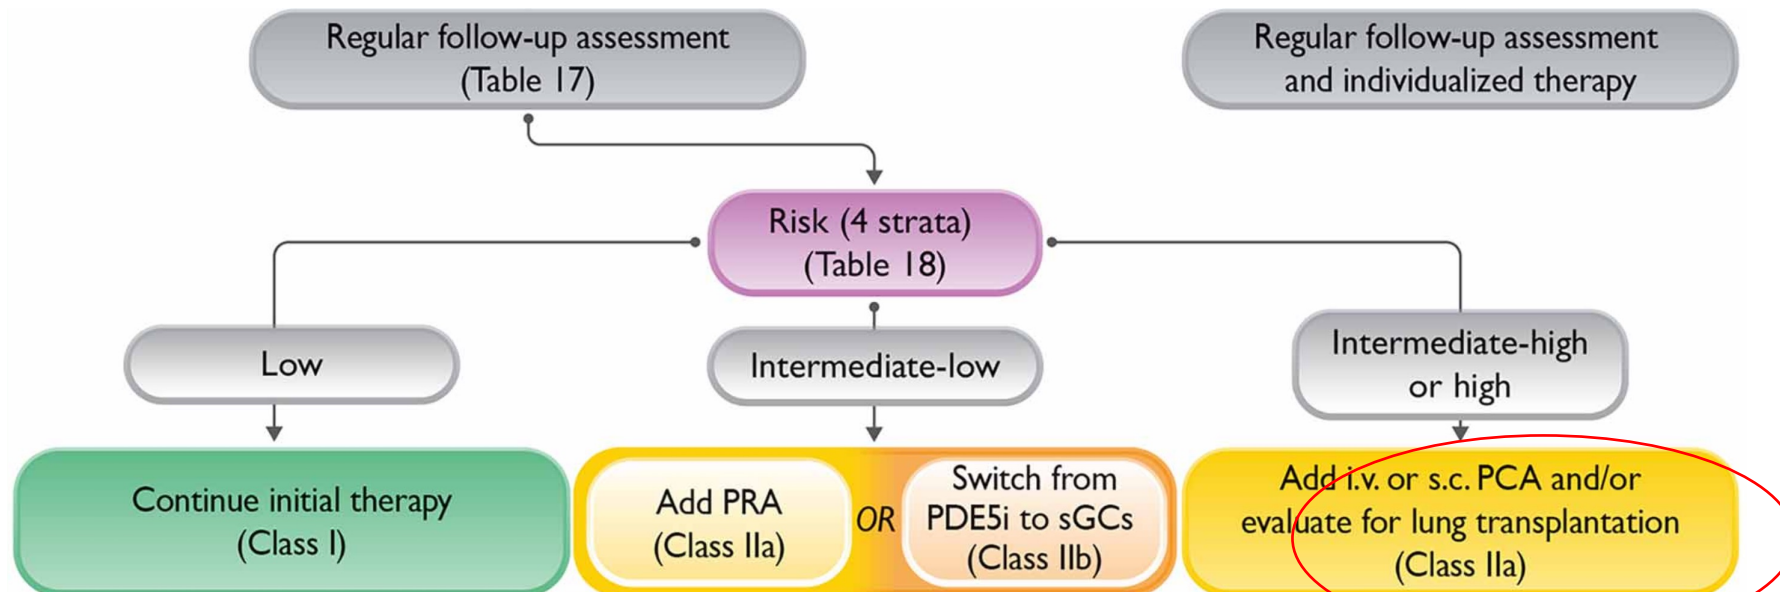 Regular follow-up assessment
(Table 17)
Regular follow-up assessment
and individualized therapy
Risk (4 strata)
(Table 18)
Low
Intermediate-low
Intermediate-high
or high
Continue initial therapy
(Class I)
Add PRA
(Class IIa)
OR
Switch from
PDE5i to sGCs
(Class IIb)
Add i.v. or s.c. PCA and/or
evaluate for lung transplantation
(Class IIa)